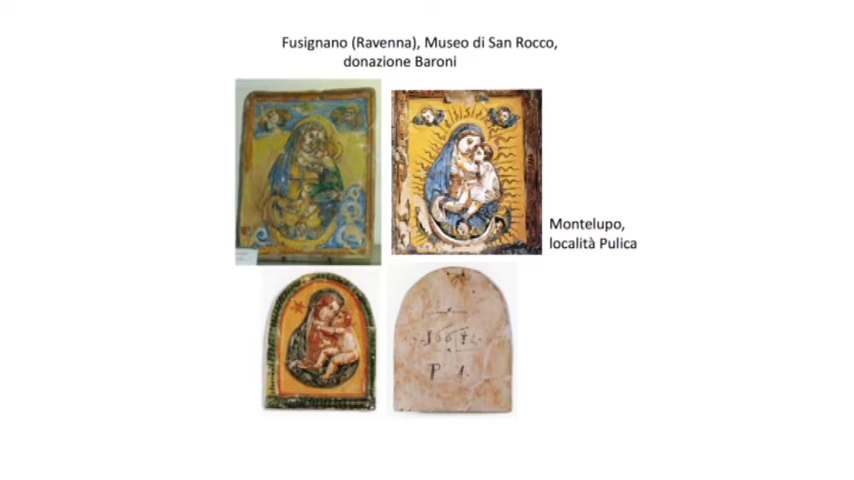 Fusignano (Ravenna), Museo di San Rocco,
donazione Baroni
Montelupo,
località Pulica